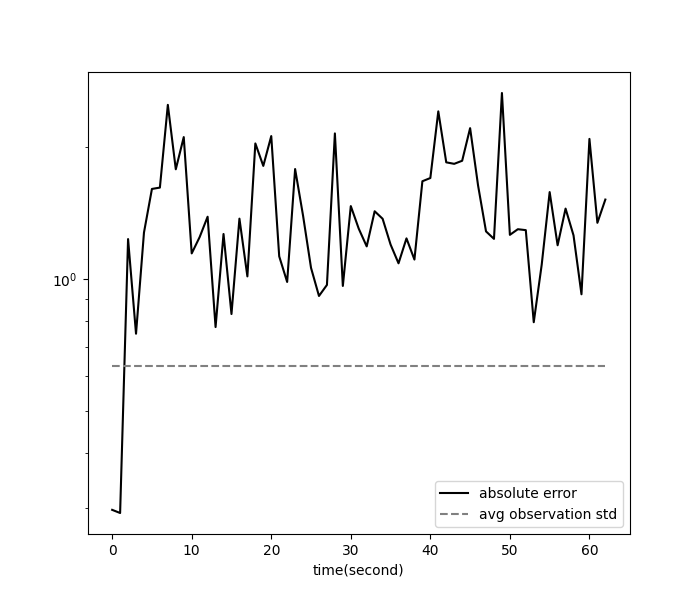 10⁰
0 10 20 30 40 50 60
time(second)
absolute error
avg observation std